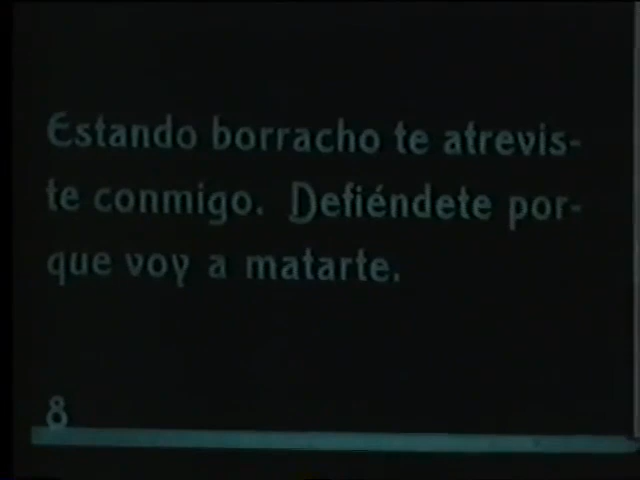 Estando borracho te atrevis-
te conmigo. Defiéndete por-
que voy a matarte.
8